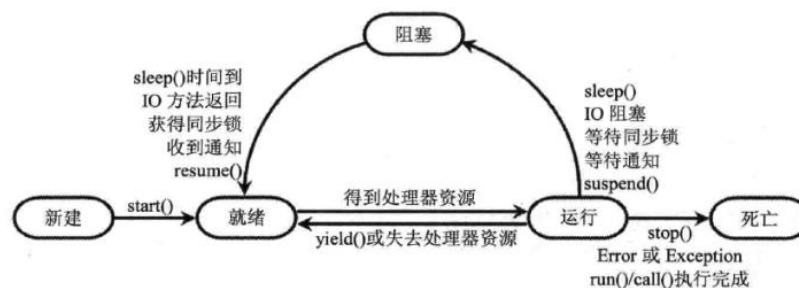 阻塞
sleep()时间到
IO 方法返回
获得同步锁
收到通知
resume()
sleep()
IO 阻塞
等待同步锁
等待通知
suspend()
新建
start()
就绪
得到处理器资源
yield()或失去处理器资源
运行
stop()
Error 或 Exception
run()/call()执行完成
死亡